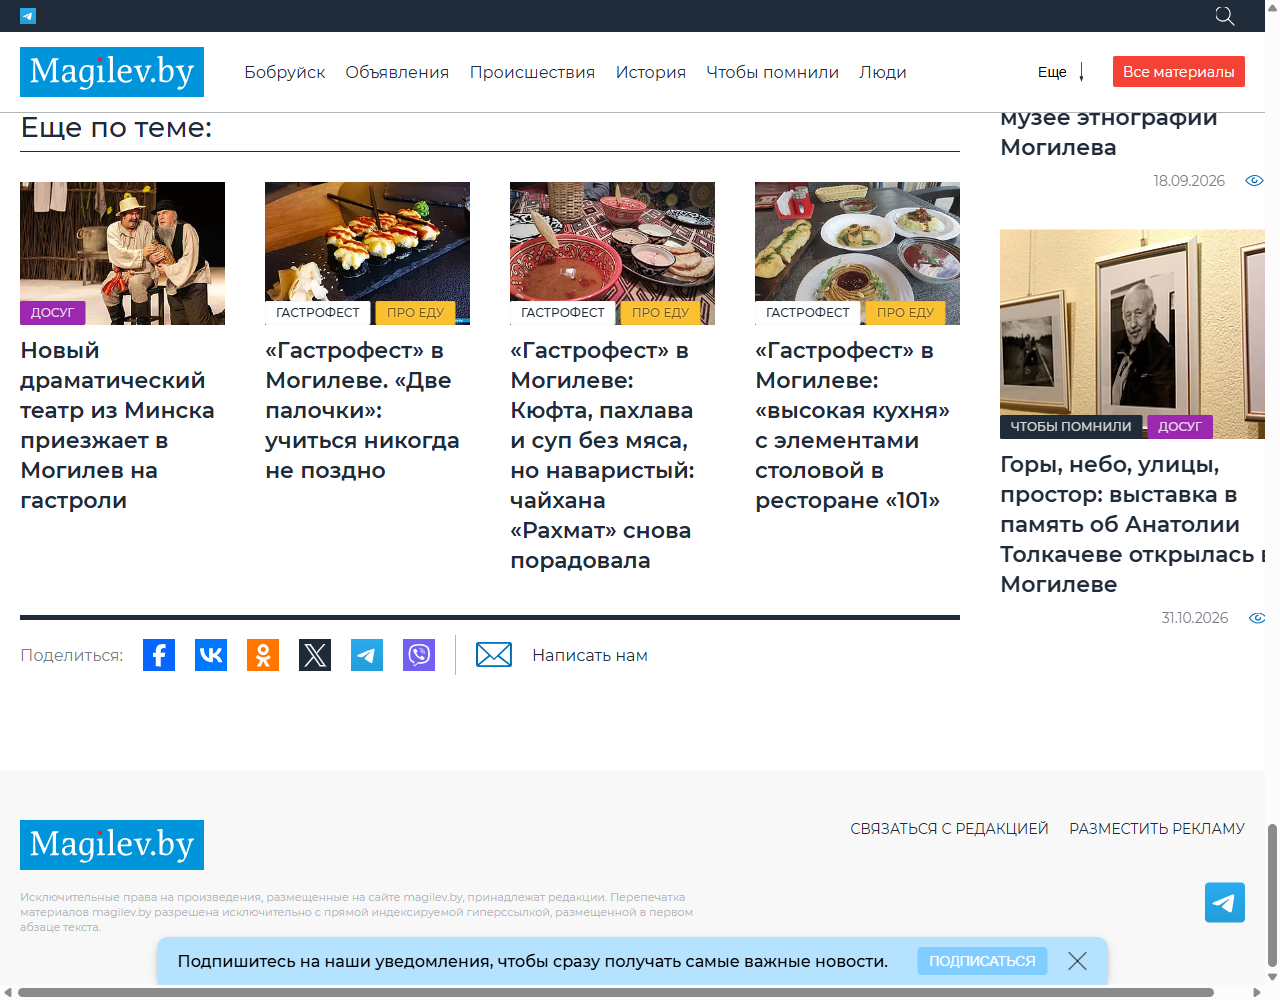 Magilev.by
Бобруйск Объявления Происшествия История Чтобы помнили Люди Еще Все материалы
Еще по теме:
ДОСУГ
Новый
драматический
театр из Минска
приезжает в
Могилев на
гастроли
ГАСТРОФЕСТ ПРО ЕДУ
«Гастрофест» в
Могилеве. «Две
палочки»:
учиться никогда
не поздно
ГАСТРОФЕСТ ПРО ЕДУ
«Гастрофест» в
Могилеве:
Кюфта, пахлава
и суп без мяса,
но наваристый:
чайхана
«Рахмат» снова
порадовала
ГАСТРОФЕСТ ПРО ЕДУ
«Гастрофест» в
Могилеве:
«высокая кухня»
с элементами
столовой в
ресторане «101»
музее этнографии
Могилева
18.09.2026
ЧТОБЫ ПОМНИЛИ ДОСУГ
Горы, небо, улицы,
простор: выставка в
память об Анатолии
Толкачеве открылась в
Могилеве
31.10.2026
Поделиться: Написать нам
Magilev.by
СВЯЗАТЬСЯ С РЕДАКЦИЕЙ РАЗМЕСТИТЬ РЕКЛАМУ
Исключительные права на произведения, размещенные на сайте magilev.by, принадлежат редакции. Перепечатка
материалов magilev.by разрешена исключительно с прямой индексируемой гиперссылкой, размещенной в первом
абзаце текста.
Подпишитесь на наши уведомления, чтобы сразу получать самые важные новости. ПОДПИСАТЬСЯ